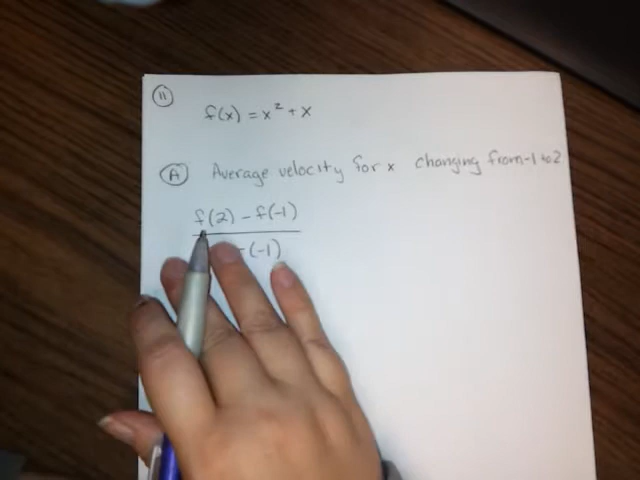 11
f(x) = x² + x
A Average velocity for x changing from -1 to 2
f(2) - f(-1)
- (-1)